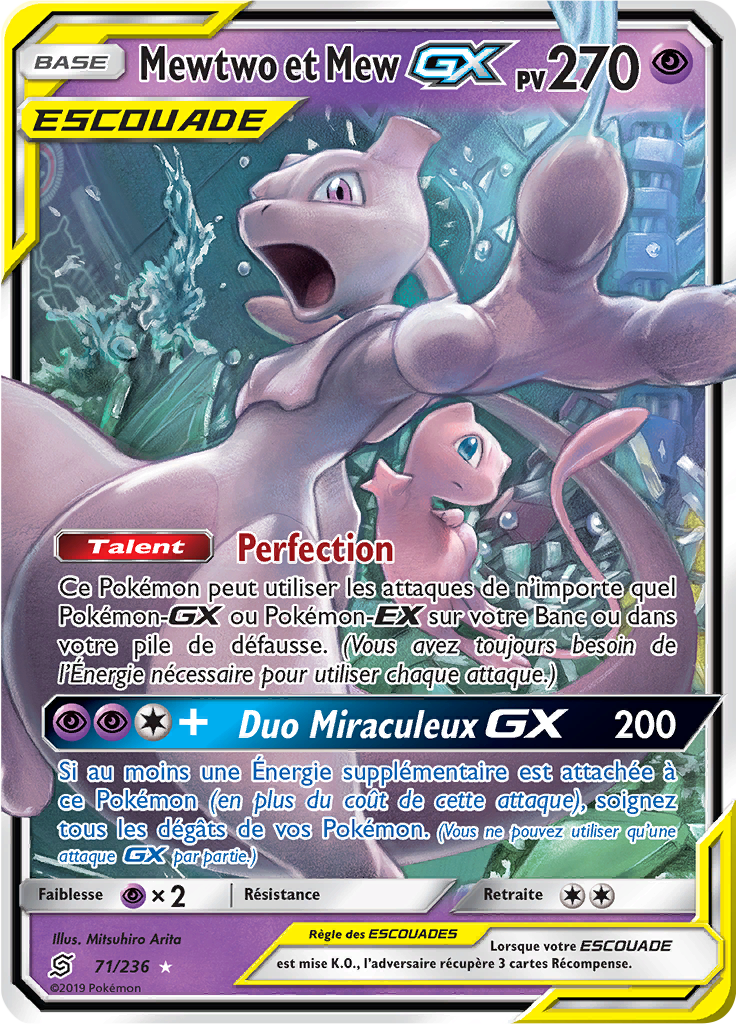 BASE Mewtwo et Mew GX PV270
ESCOUADE
Talent Perfection
Ce Pokémon peut utiliser les attaques de n'importe quel
Pokémon-GX ou Pokémon-EX sur votre Banc ou dans
votre pile de défausse. (Vous avez toujours besoin de
l'Énergie nécessaire pour utiliser chaque attaque.)
+ Duo Miraculeux GX 200
Si au moins une Énergie supplémentaire est attachée à
ce Pokémon (en plus du coût de cette attaque), soignez
tous les dégâts de vos Pokémon. (Vous ne pouvez utiliser qu'une
attaque GX par partie.)
Faiblesse ×2 Résistance Retraite
Illus. Mitsuhiro Arita
71/236
©2019 Pokémon
Règle des ESCOUADES
Lorsque votre ESCOUADE
est mise K.O., l'adversaire récupère 3 cartes Récompense.